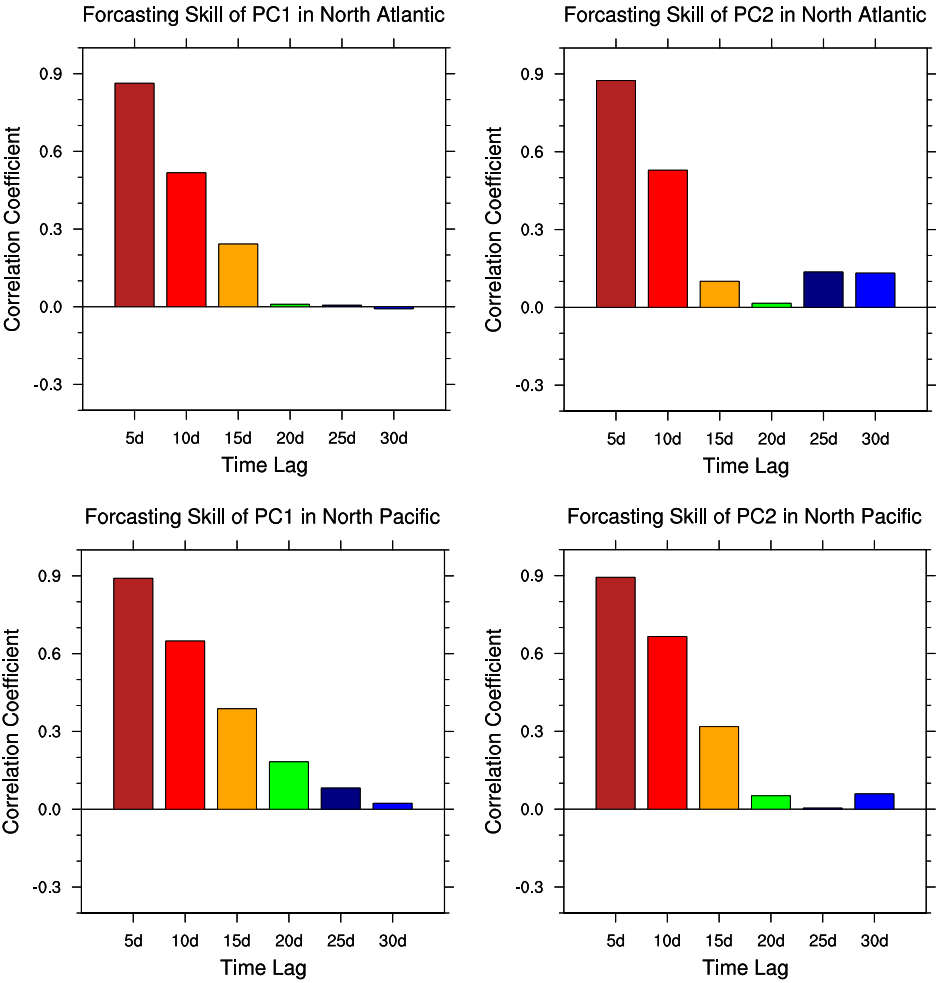 Forcasting Skill of PC1 in North Atlantic
Correlation Coefficient
0.9
0.6
0.3
0.0
-0.3
5d 10d 15d 20d 25d 30d
Time Lag
Forcasting Skill of PC2 in North Atlantic
Correlation Coefficient
0.9
0.6
0.3
0.0
-0.3
5d 10d 15d 20d 25d 30d
Time Lag
Forcasting Skill of PC1 in North Pacific
Correlation Coefficient
0.9
0.6
0.3
0.0
-0.3
5d 10d 15d 20d 25d 30d
Time Lag
Forcasting Skill of PC2 in North Pacific
Correlation Coefficient
0.9
0.6
0.3
0.0
-0.3
5d 10d 15d 20d 25d 30d
Time Lag